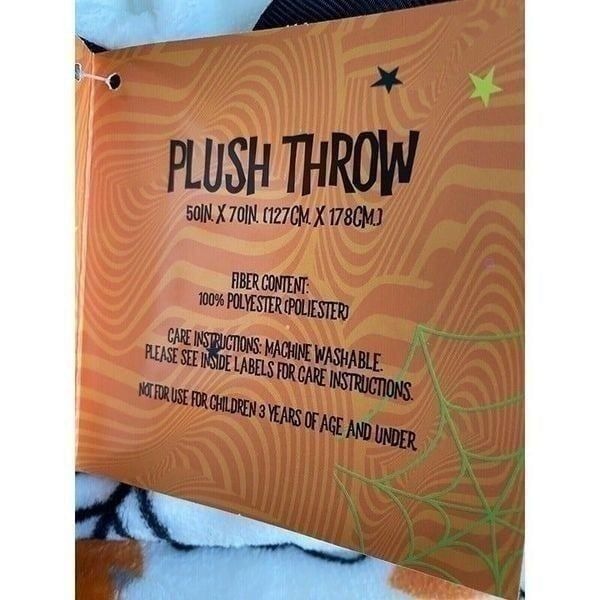 PLUSH THROW
50IN. X 70IN. (127CM. X 178CM.)
FIBER CONTENT:
100% POLYESTER (POLIESTER)
CARE INSTRUCTIONS: MACHINE WASHABLE.
PLEASE SEE INSIDE LABELS FOR CARE INSTRUCTIONS.
NOT FOR USE FOR CHILDREN 3 YEARS OF AGE AND UNDER